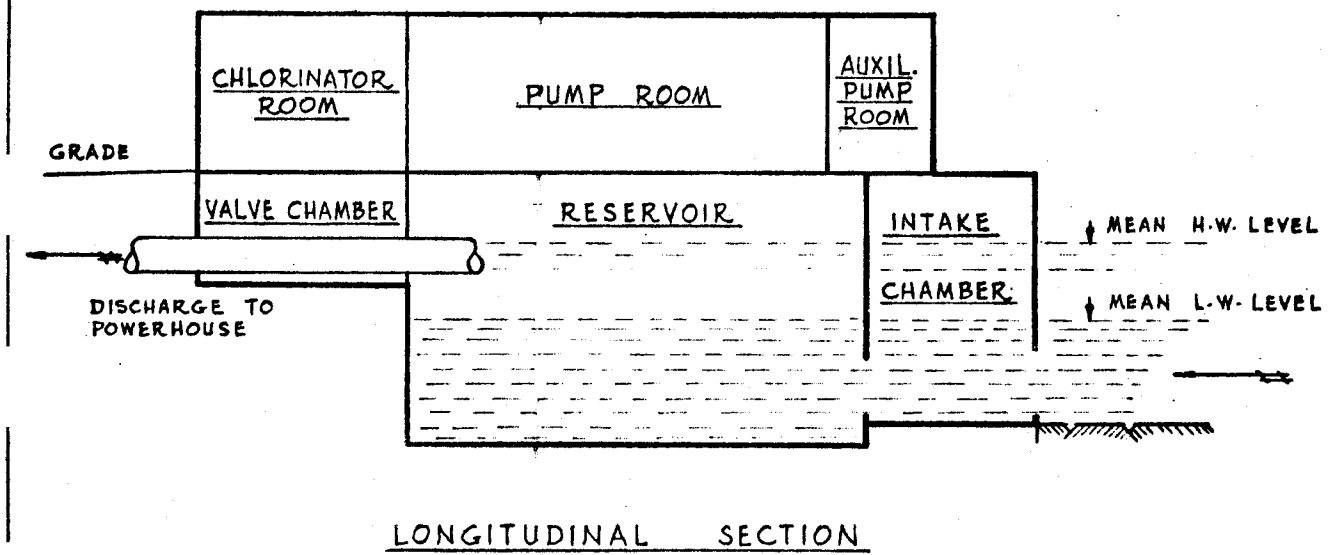 CHLORINATOR
ROOM
PUMP ROOM
AUXIL.
PUMP
ROOM
GRADE
VALVE CHAMBER
RESERVOIR
INTAKE
CHAMBER
MEAN H.W. LEVEL
MEAN L.W. LEVEL
DISCHARGE TO
POWERHOUSE
LONGITUDINAL SECTION